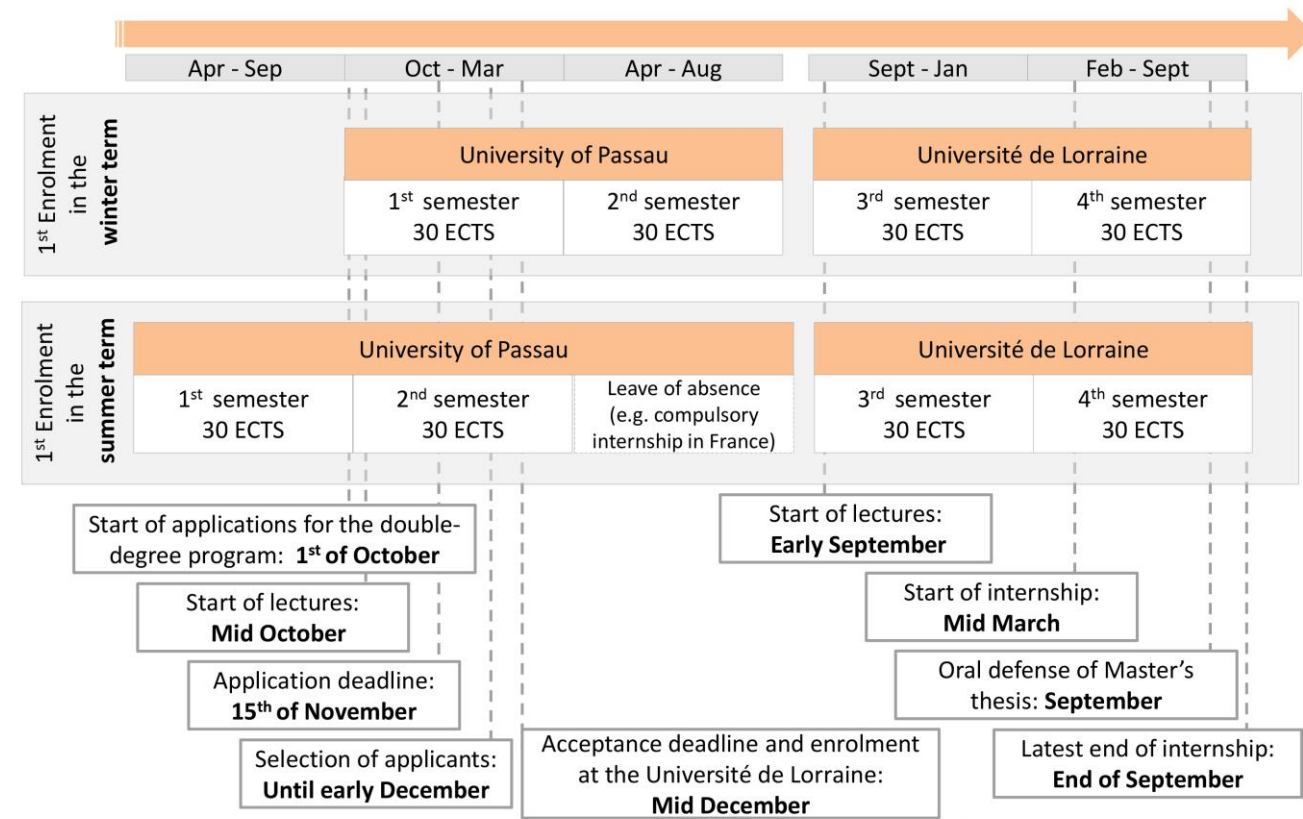 Apr - Sep
Oct - Mar
Apr - Aug
Sept - Jan
Feb - Sept
1st Enrolment
in the
winter term
University of Passau
Université de Lorraine
1st semester
30 ECTS
2nd semester
30 ECTS
3rd semester
30 ECTS
4th semester
30 ECTS
1st Enrolment
in the
summer term
University of Passau
Université de Lorraine
1st semester
30 ECTS
2nd semester
30 ECTS
Leave of absence
(e.g. compulsory
internship in France)
3rd semester
30 ECTS
4th semester
30 ECTS
Start of applications for the double-
degree program: 1st of October
Start of lectures:
Mid October
Application deadline:
15th of November
Selection of applicants:
Until early December
Acceptance deadline and enrolment
at the Université de Lorraine:
Mid December
Start of lectures:
Early September
Start of internship:
Mid March
Oral defense of Master's
thesis: September
Latest end of internship:
End of September